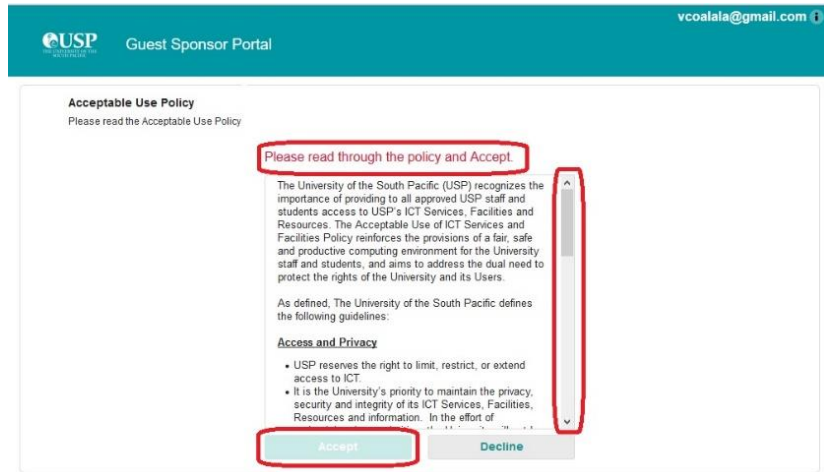 vcoalala@gmail.com
USP
THE UNIVERSITY OF THE
SOUTH PACIFIC
Guest Sponsor Portal
Acceptable Use Policy
Please read the Acceptable Use Policy
Please read through the policy and Accept.
The University of the South Pacific (USP) recognizes the
importance of providing to all approved USP staff and
students access to USP's ICT Services, Facilities and
Resources. The Acceptable Use of ICT Services and
Facilities Policy reinforces the provisions of a fair, safe
and productive computing environment for the University
staff and students, and aims to address the dual need to
protect the rights of the University and its Users.
As defined, The University of the South Pacific defines
the following guidelines:
Access and Privacy
• USP reserves the right to limit, restrict, or extend
access to ICT.
• It is the University's priority to maintain the privacy,
security and integrity of its ICT Services, Facilities,
Resources and information. In the effort of
Accept
Decline